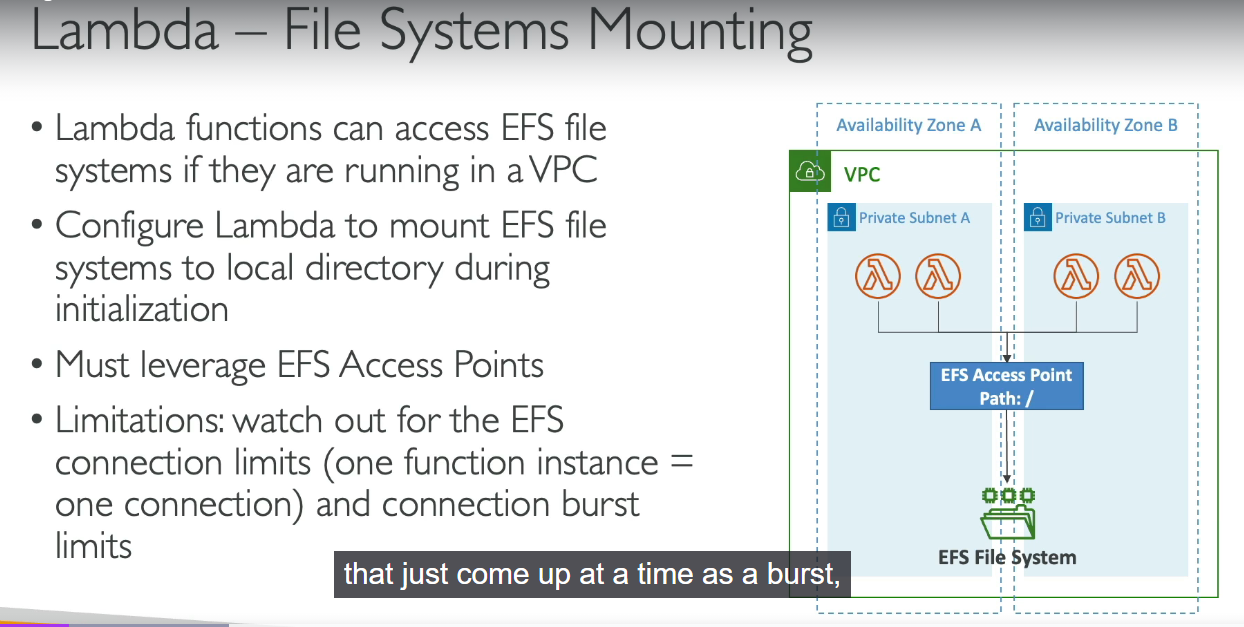 Lambda – File Systems Mounting
• Lambda functions can access EFS file
systems if they are running in a VPC
• Configure Lambda to mount EFS file
systems to local directory during
initialization
• Must leverage EFS Access Points
• Limitations: watch out for the EFS
connection limits (one function instance =
one connection) and connection burst
limits
Availability Zone A
Availability Zone B
VPC
Private Subnet A
Private Subnet B
EFS Access Point
Path: /
EFS File System
that just come up at a time as a burst,